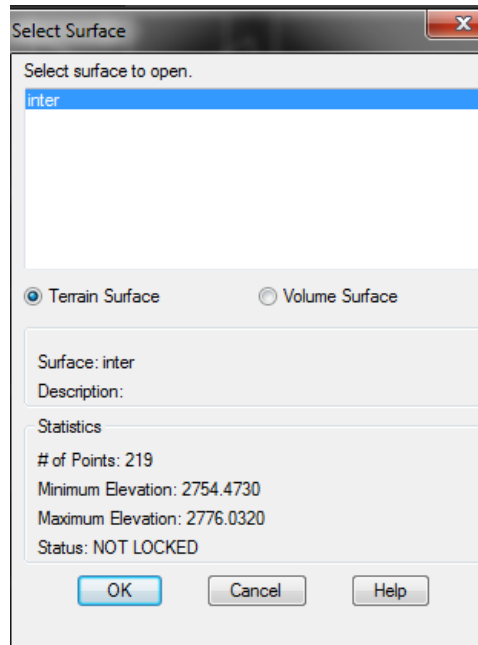 Select Surface
Select surface to open.
inter
Terrain Surface Volume Surface
Surface: inter
Description:
Statistics
# of Points: 219
Minimum Elevation: 2754.4730
Maximum Elevation: 2776.0320
Status: NOT LOCKED
OK Cancel Help